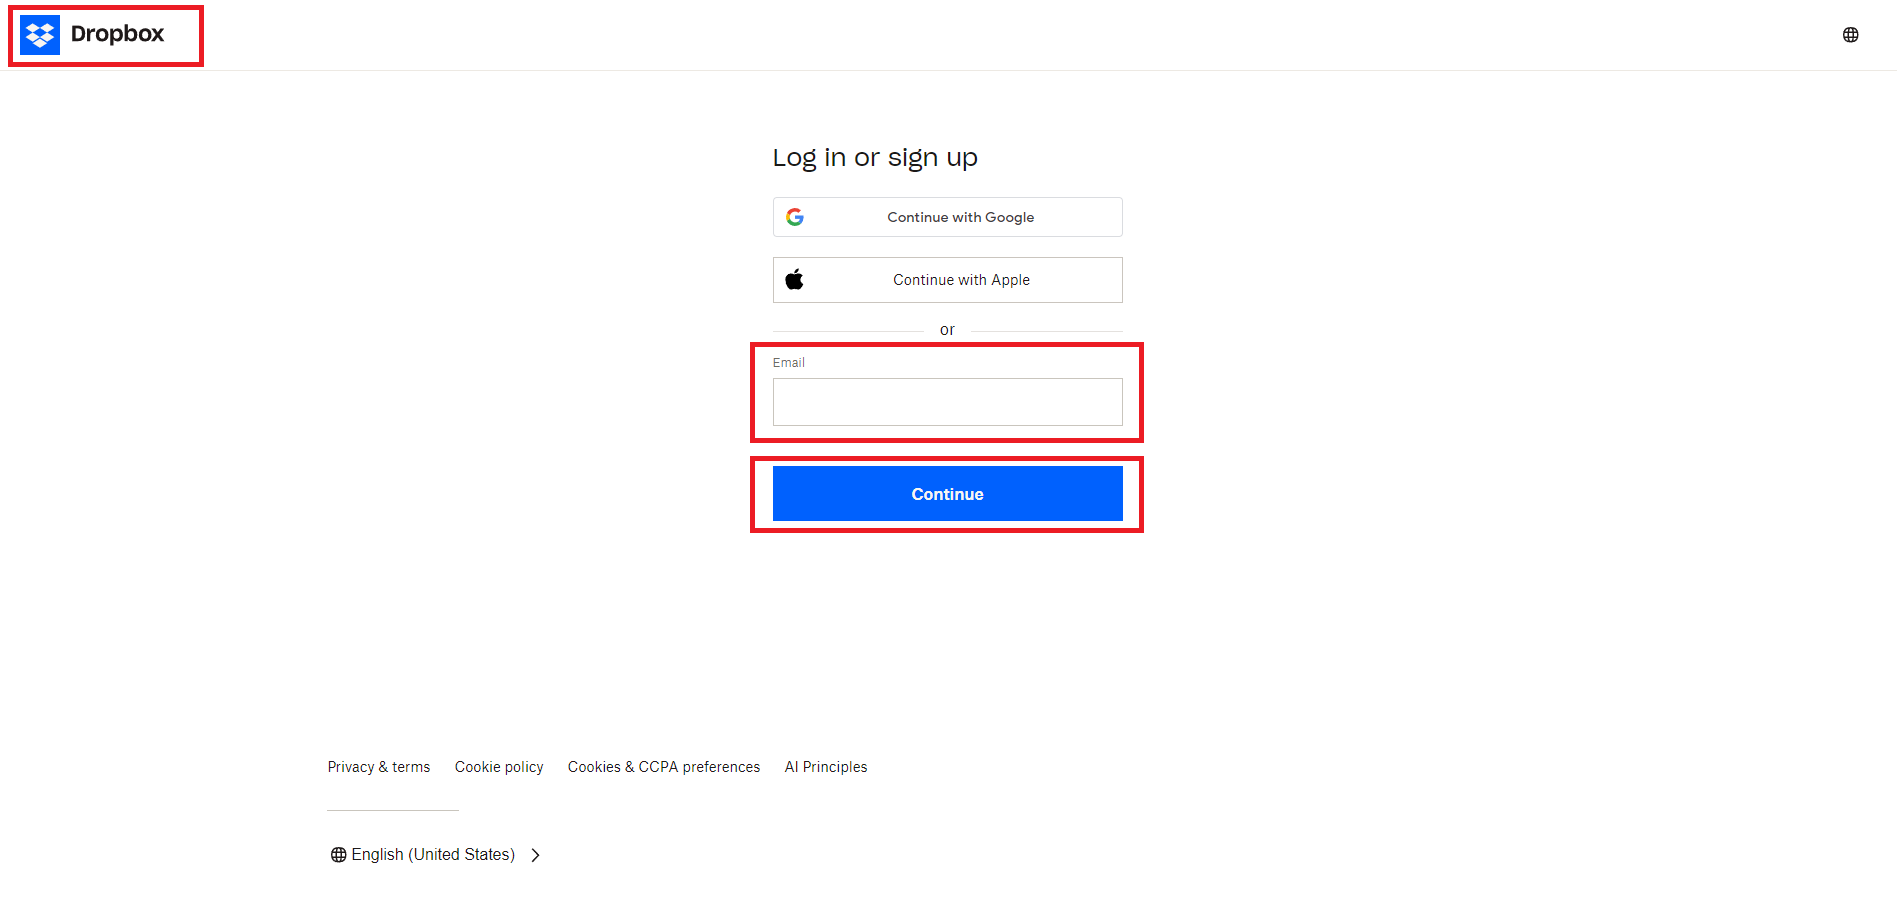 Dropbox
Log in or sign up
Continue with Google
Continue with Apple
or
Email
Continue
Privacy & terms Cookie policy Cookies & CCPA preferences AI Principles
English (United States)